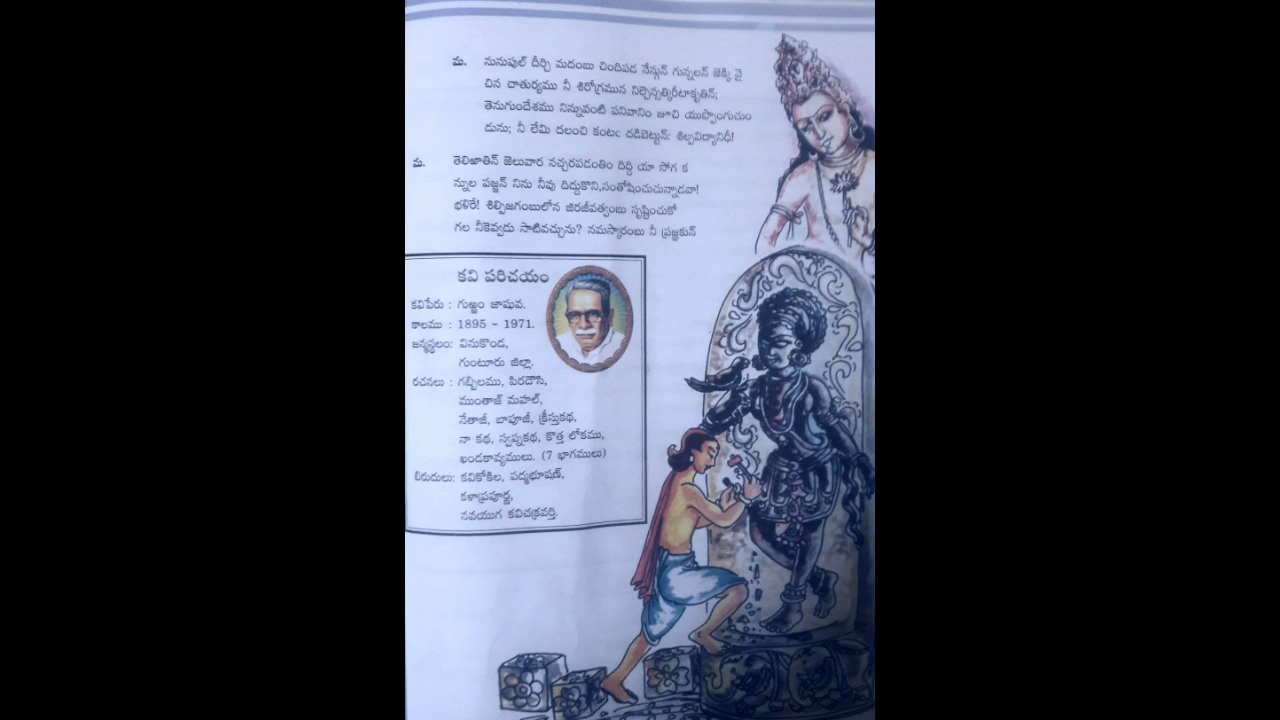 మ. నునుపుల్ దీర్చి మదంబు చిందిపడ నేన్గున్ గున్నలన్ జెక్కి వై
చిన చాతుర్యము నీ శిరోగ్రమున నిల్చెన్సత్కిరీటాకృతిన్;
తెనుగుందేశము నిన్నువంటి పనివానిం జూచి యుప్పొంగుచుం
డును; నీ లేమి దలంచి కంటఁ దడిబెట్టున్: శిల్పవిద్యానిధీ!
మ. తెలిఱాతిన్ జెలువార నచ్చరపడంతిం దిద్ది యా సోగ క
న్నుల పజ్జన్ నిను నీవు దిద్దుకొని,సంతోషించుచున్నాడవా!
భళిరే! శిల్పిజగంబులోన జిరజీవత్వంబు సృష్టించుకో
గల నీకెవ్వడు సాటివచ్చును? నమస్కారంబు నీ ప్రజ్ఞకున్
కవి పరిచయం
కవిపేరు : గుఱ్ఱం జాషువ.
కాలము : 1895 - 1971.
జన్మస్థలం: వినుకొండ,
గుంటూరు జిల్లా.
రచనలు : గబ్బిలము, పిరదౌసి,
ముంతాజ్ మహల్,
నేతాజీ, బాపూజీ, క్రీస్తుకథ,
నా కథ, స్వప్నకథ, కొత్త లోకము,
ఖండకావ్యములు. (7 భాగములు)
బిరుదులు: కవికోకిల, పద్మభూషణ్,
కళాప్రపూర్ణ,
నవయుగ కవిచక్రవర్తి.